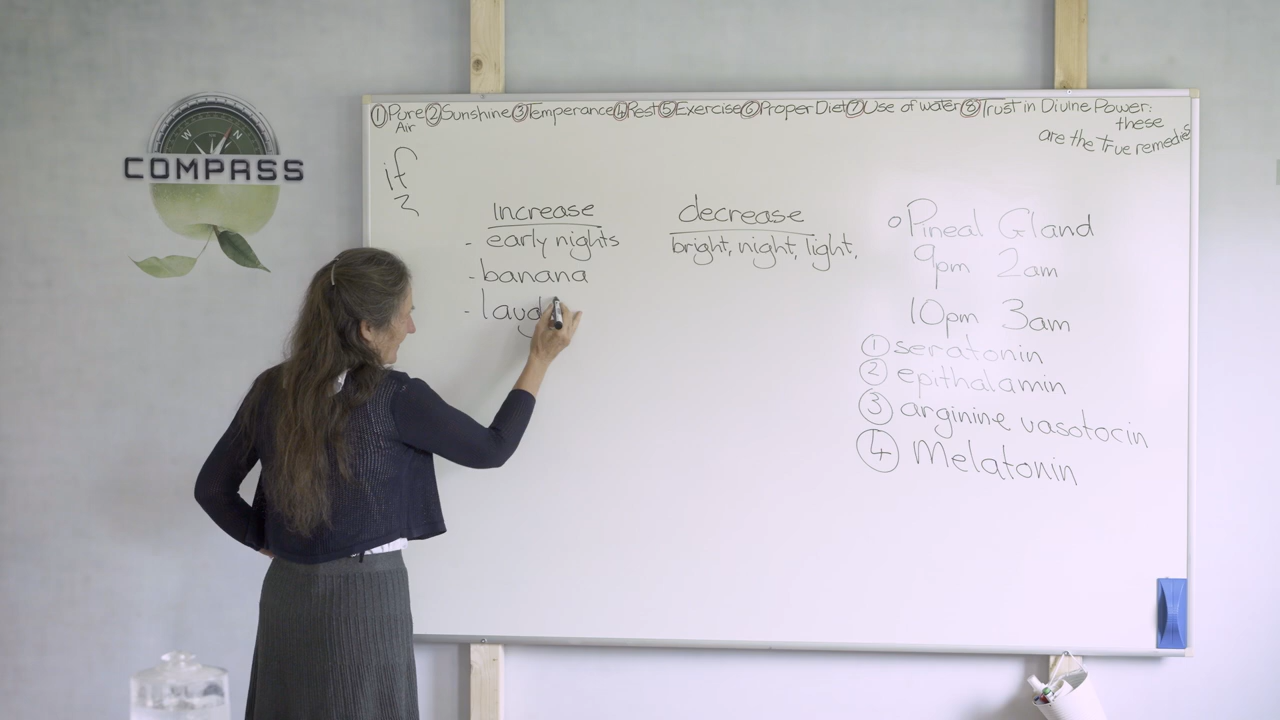 ① Pure Air ② Sunshine ③ Temperance ④ Rest ⑤ Exercise ⑥ Proper Diet ⑦ Use of water ⑧ Trust in Divine Power:
these
are the True remedies
if
2
increase
- early nights
- banana
- laug
decrease
bright, night, light,
Pineal Gland
9pm 2am
10pm 3am
① seratonin
② epithalamin
③ arginine vasotocin
④ Melatonin
W N E
COMPASS